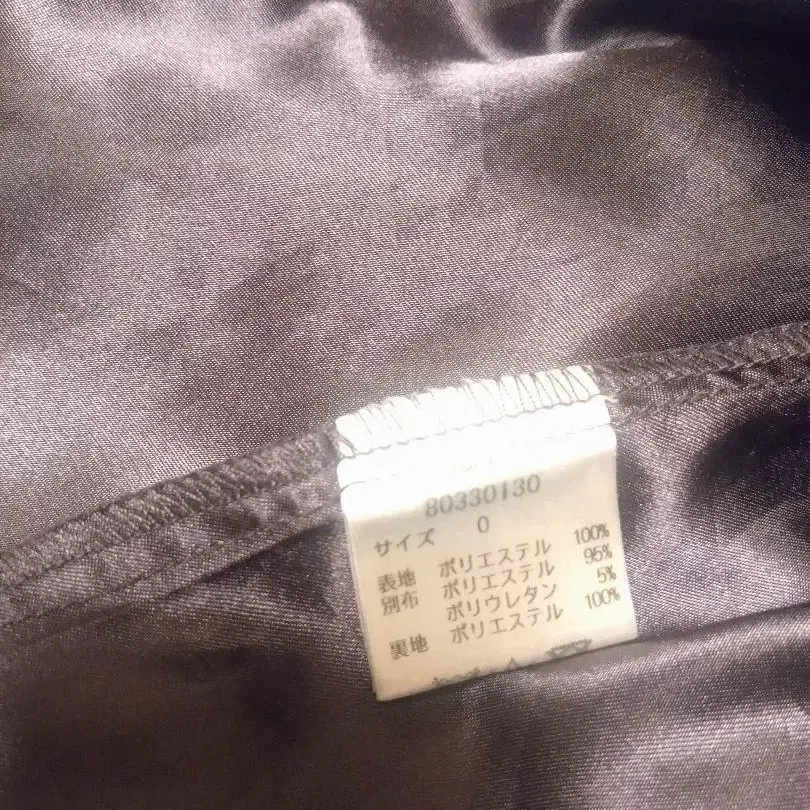 80330130
サイズ 0
表地 ポリエステル 100%
別布 ポリエステル 95%
ポリウレタン 5%
裏地 ポリエステル 100%